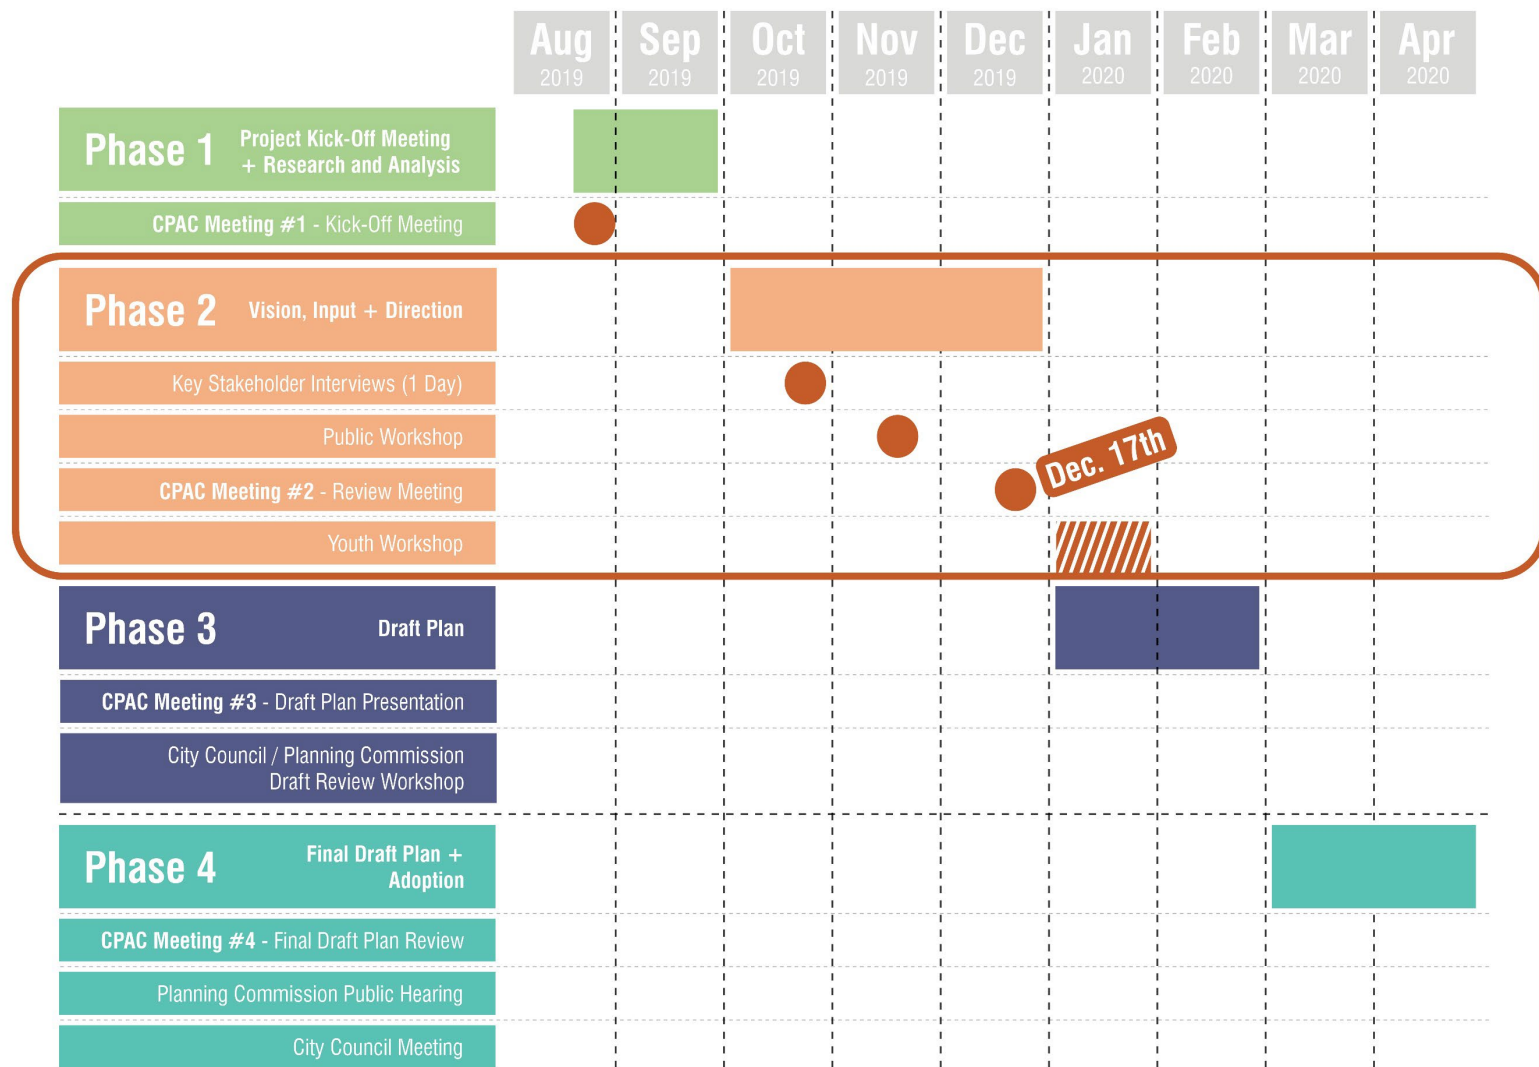 Aug Sep Oct Nov Dec Jan Feb Mar Apr
2019 2019 2019 2019 2019 2020 2020 2020 2020
Phase 1 Project Kick-Off Meeting
+ Research and Analysis
CPAC Meeting #1 - Kick-Off Meeting
Phase 2 Vision, Input + Direction
Key Stakeholder Interviews (1 Day)
Public Workshop
CPAC Meeting #2 - Review Meeting
Dec. 17th
Youth Workshop
Phase 3 Draft Plan
CPAC Meeting #3 - Draft Plan Presentation
City Council / Planning Commission
Draft Review Workshop
Phase 4 Final Draft Plan +
Adoption
CPAC Meeting #4 - Final Draft Plan Review
Planning Commission Public Hearing
City Council Meeting